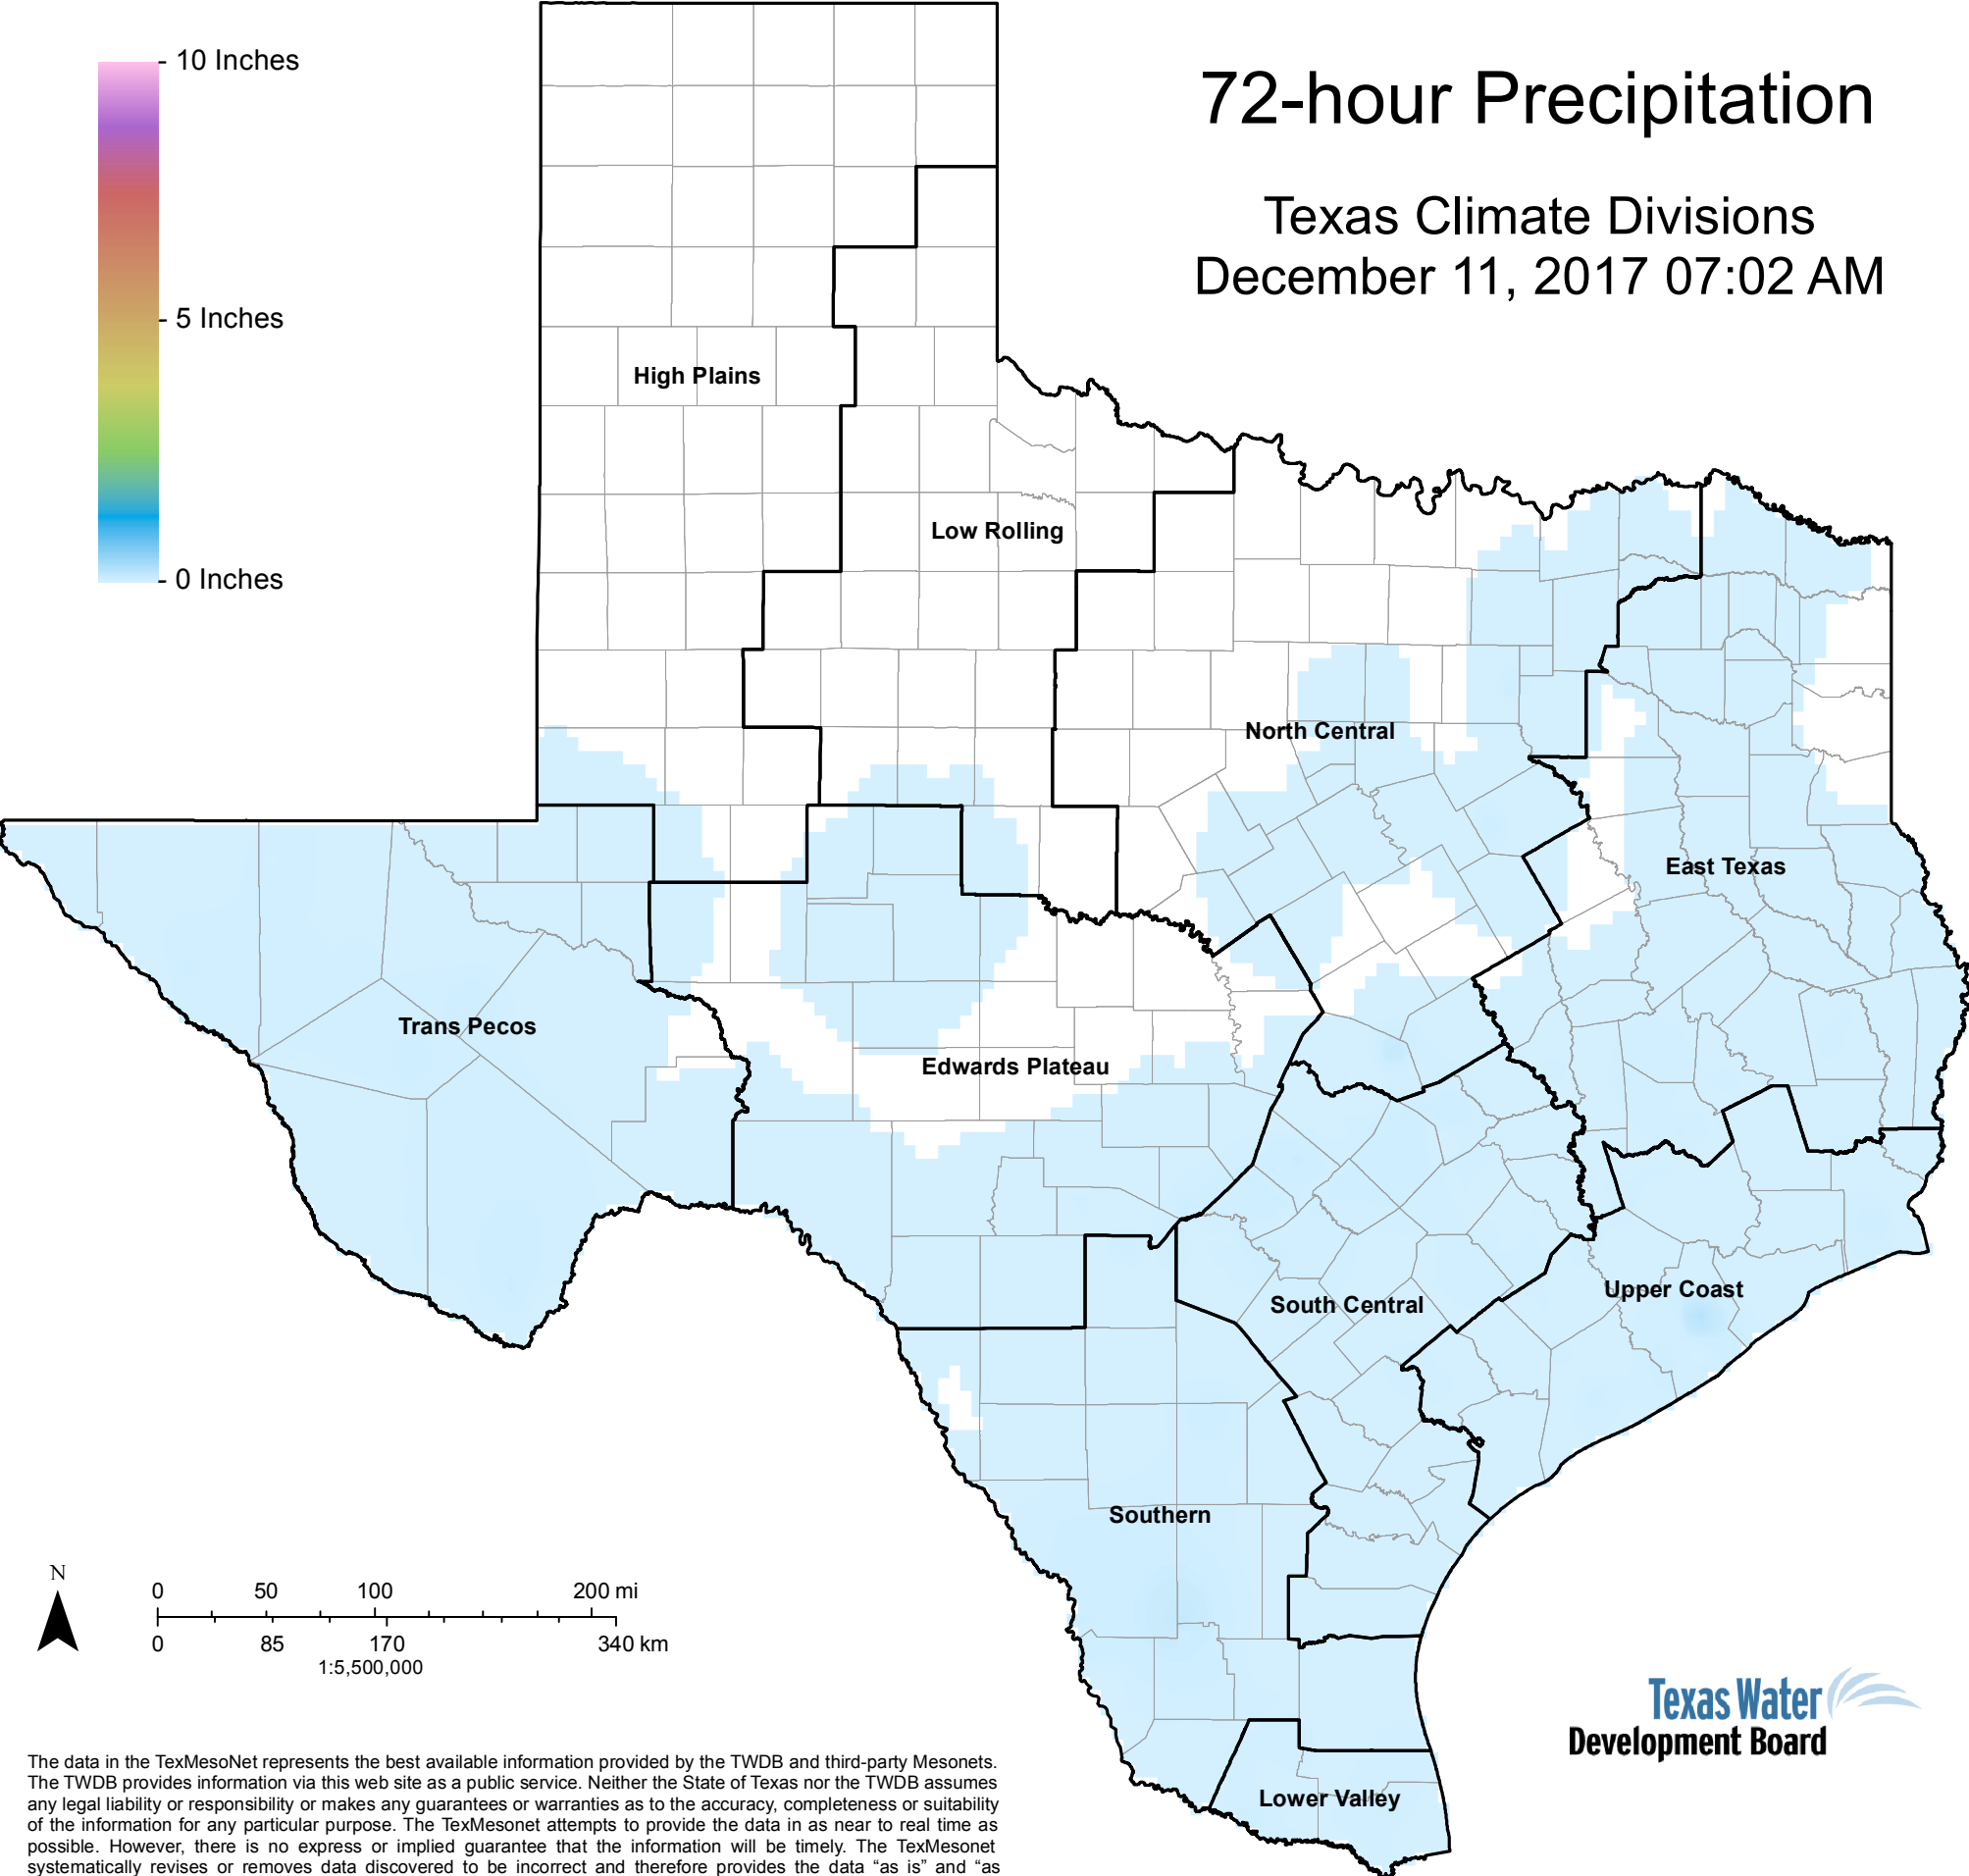 72-hour Precipitation
Texas Climate Divisions
December 11, 2017 07:02 AM
10 Inches
5 Inches
0 Inches
High Plains
Low Rolling
North Central
East Texas
Trans Pecos
Edwards Plateau
South Central
Upper Coast
Southern
Lower Valley
N
0 50 100 200 mi
0 85 170 340 km
1:5,500,000
Texas Water
Development Board
The data in the TexMesoNet represents the best available information provided by the TWDB and third-party Mesonets.
The TWDB provides information via this web site as a public service. Neither the State of Texas nor the TWDB assumes
any legal liability or responsibility or makes any guarantees or warranties as to the accuracy, completeness or suitability
of the information for any particular purpose. The TexMesonet attempts to provide the data in as near to real time as
possible. However, there is no express or implied guarantee that the information will be timely. The TexMesonet
systematically revises or removes data discovered to be incorrect and therefore provides the data “as is” and “as